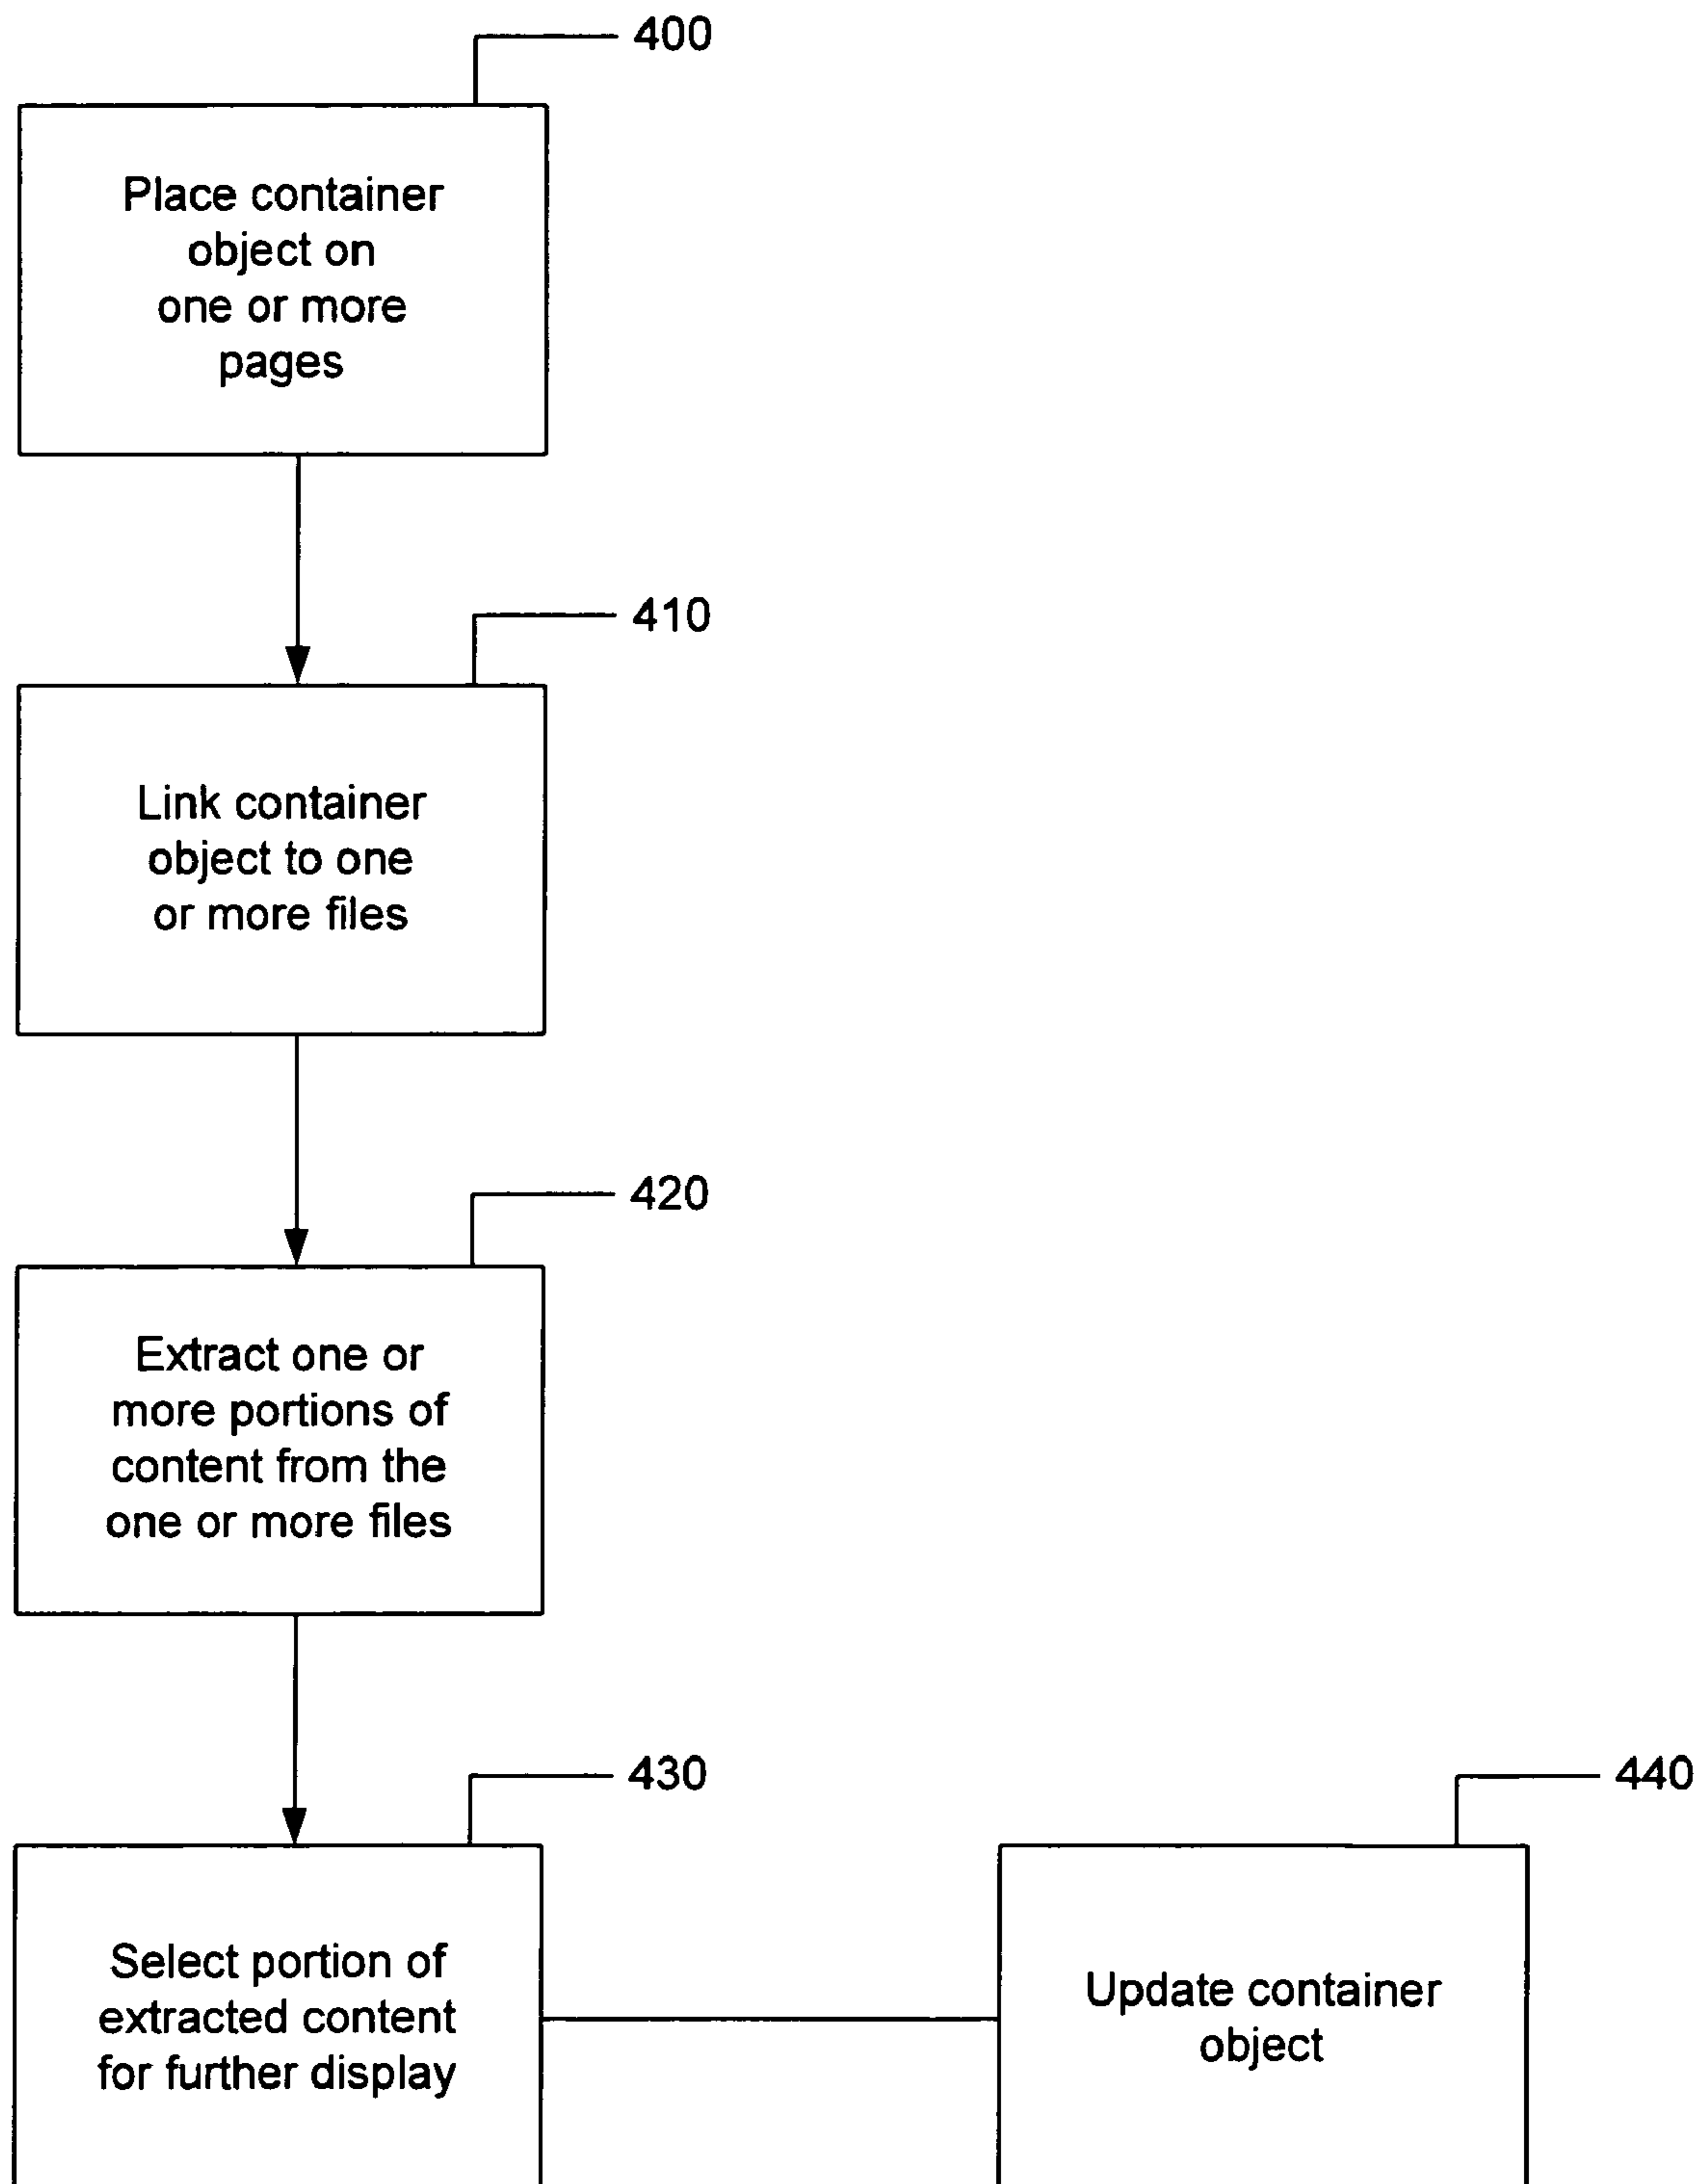 400
Place container
object on
one or more
pages
410
Link container
object to one
or more files
420
Extract one or
more portions of
content from the
one or more files
430
Select portion of
extracted content
for further display
440
Update container
object